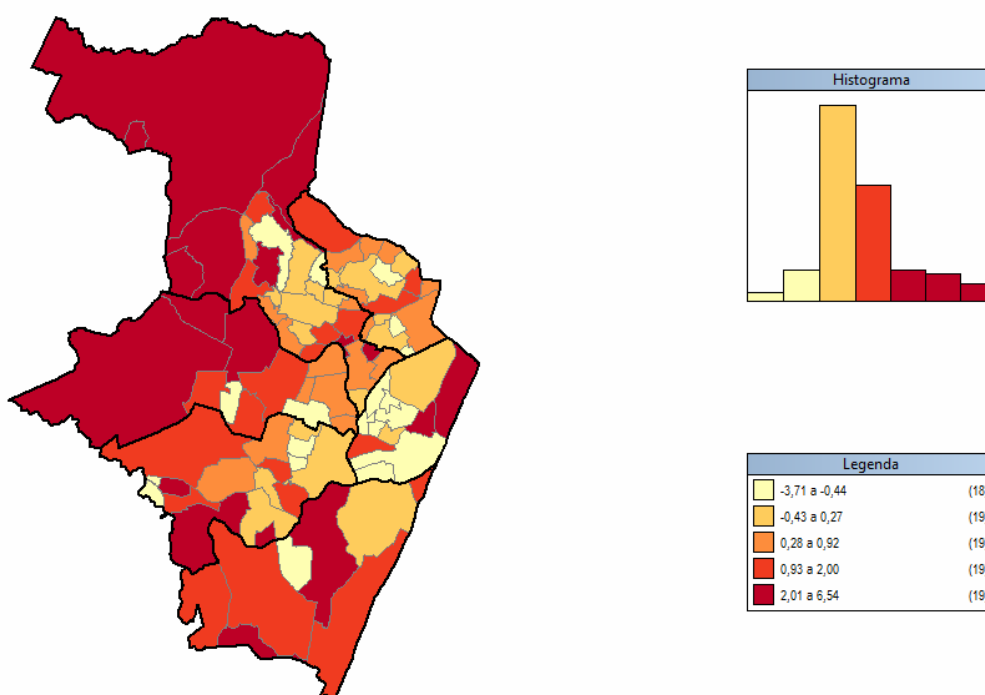 Histograma
Legenda
-3,71 a -0,44 (18
-0,43 a 0,27 (19
0,28 a 0,92 (19
0,93 a 2,00 (19
2,01 a 6,54 (19